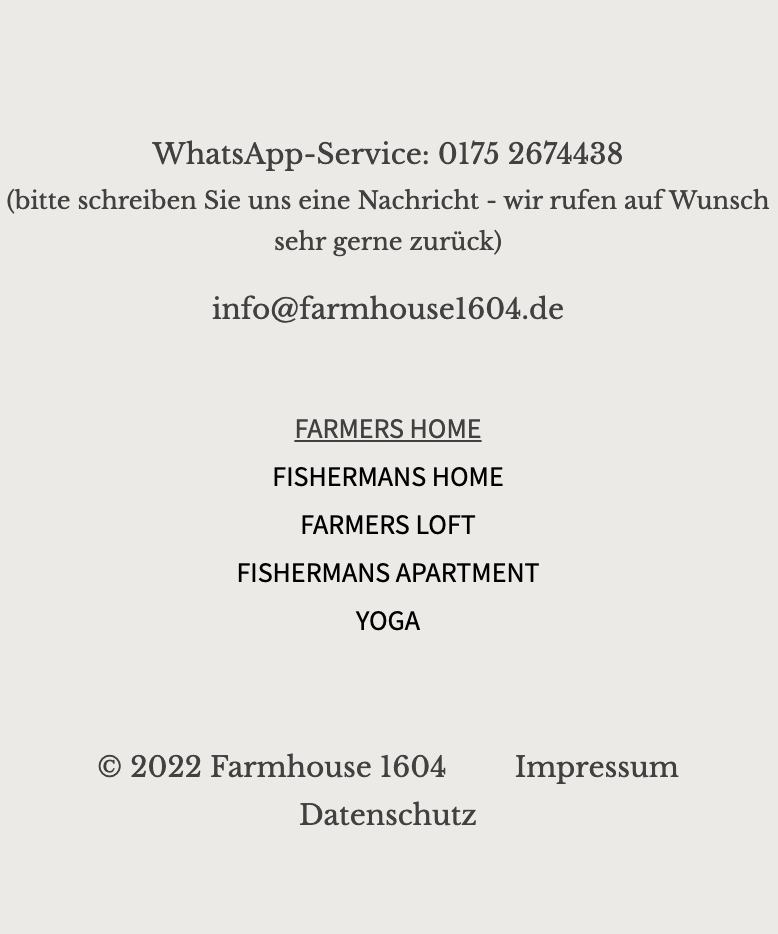 WhatsApp-Service: 0175 2674438
(bitte schreiben Sie uns eine Nachricht - wir rufen auf Wunsch
sehr gerne zurück)
info@farmhouse1604.de
FARMERS HOME
FISHERMANS HOME
FARMERS LOFT
FISHERMANS APARTMENT
YOGA
© 2022 Farmhouse 1604 Impressum
Datenschutz